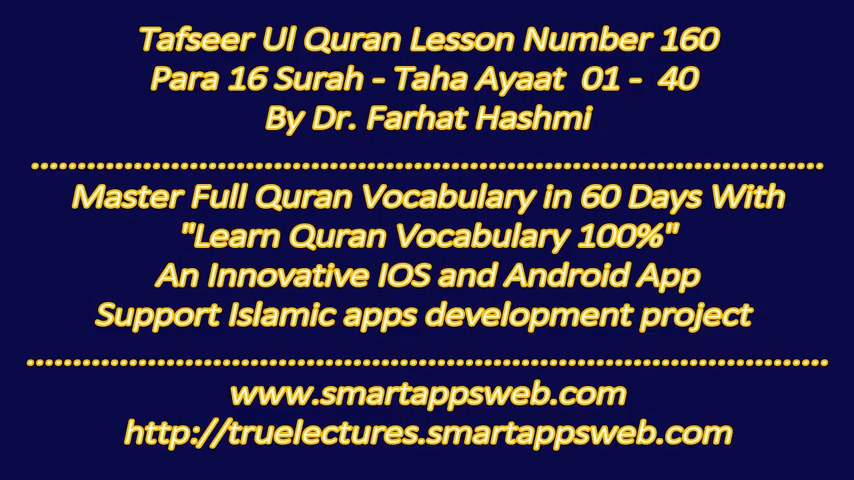 Tafseer Ul Quran Lesson Number 160
Para 16 Surah - Taha Ayaat 01 - 40
By Dr. Farhat Hashmi
Master Full Quran Vocabulary in 60 Days With
"Learn Quran Vocabulary 100%"
An Innovative IOS and Android App
Support Islamic apps development project
www.smartappsweb.com
http://truelectures.smartappsweb.com